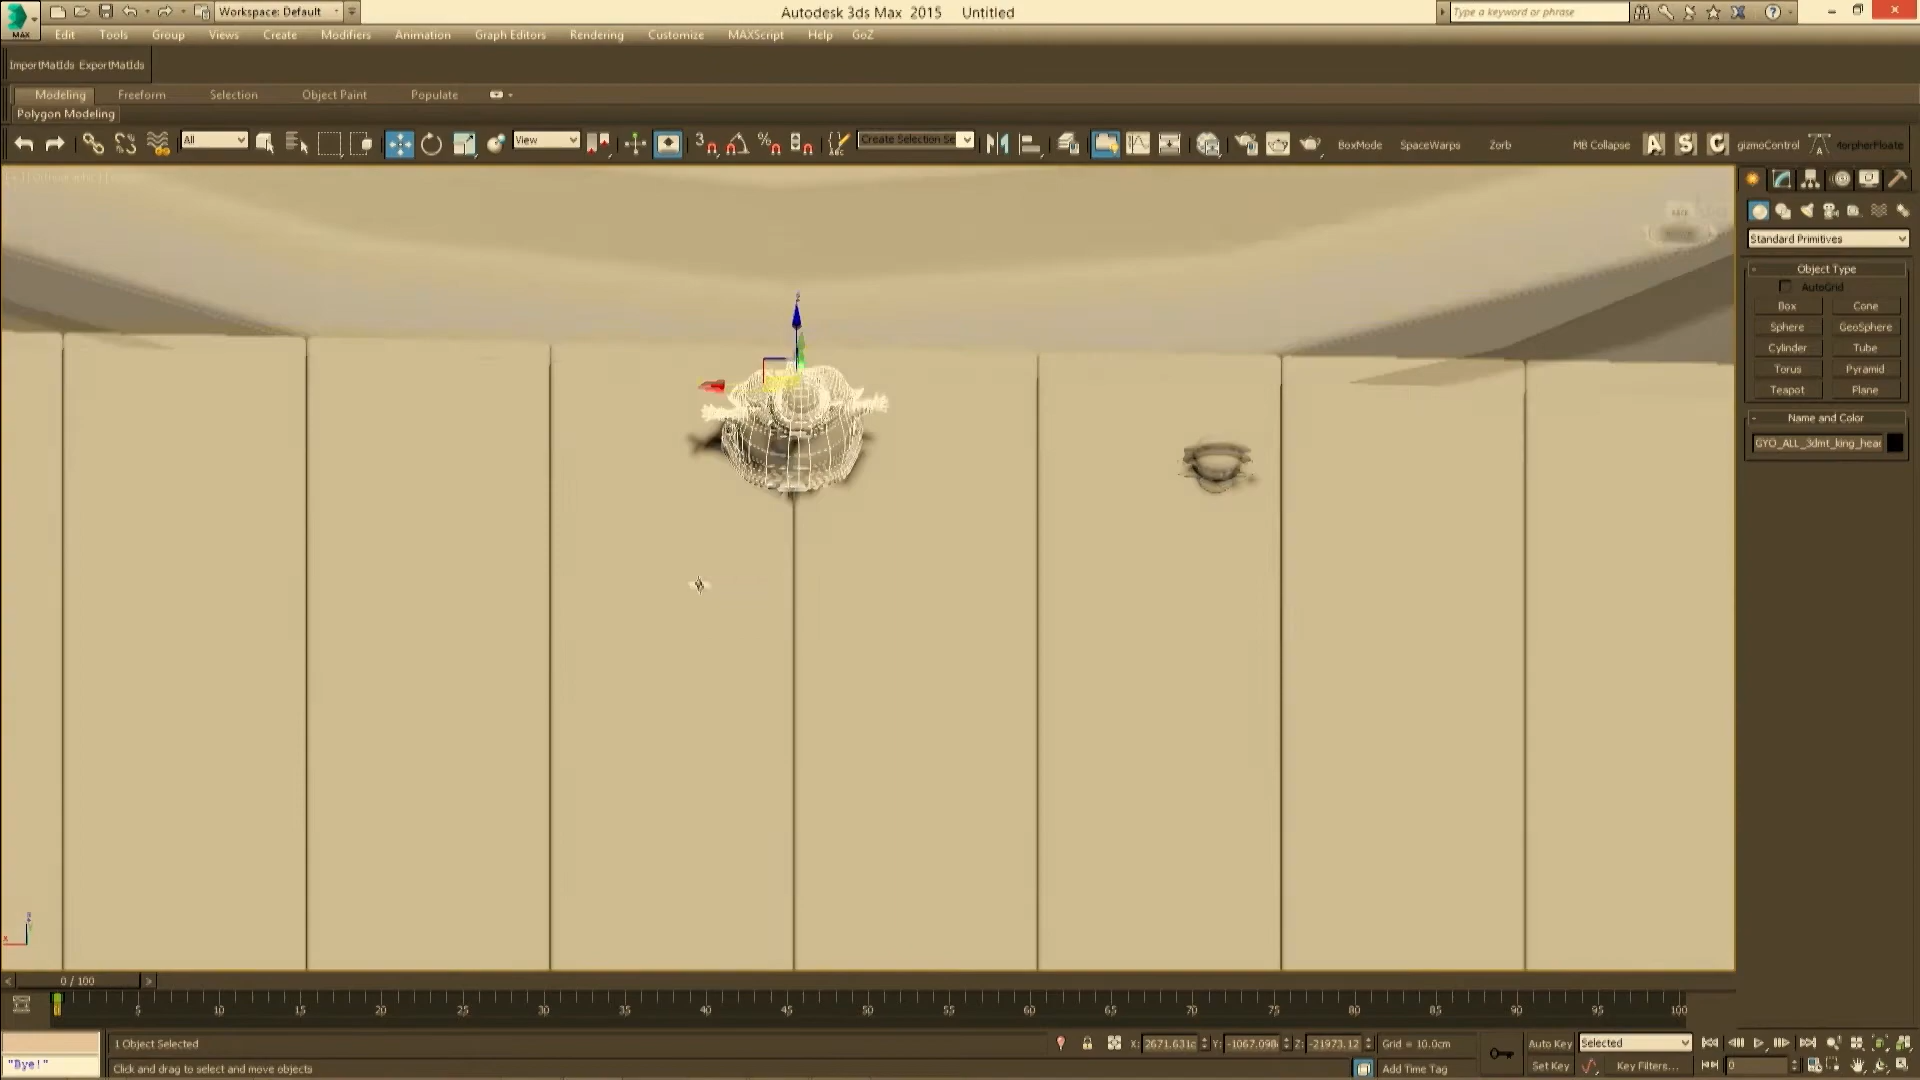 Workspace: Default
Autodesk 3ds Max 2015 Untitled
Type a keyword or phrase
MAX
Edit Tools Group Views Create Modifiers Animation Graph Editors Rendering Customize MAXScript Help GoZ
ImportMatIds ExportMatIds
Modeling Freeform Selection Object Paint Populate
Polygon Modeling
All
View
3
Create Selection Se
BoxMode SpaceWarps Zorb MB Collapse A S C gizmoControl MorpherFloate
Standard Primitives
- Object Type
AutoGrid
Box Cone
Sphere GeoSphere
Cylinder Tube
Torus Pyramid
Teapot Plane
- Name and Color
GYO_ALL_3dmt_king_head
x
< 0 / 100 >
5 10 15 20 25 30 35 40 45 50 55 60 65 70 75 80 85 90 95 100
1 Object Selected
X: 2671.631c Y: -1067.098 Z: -21973.12 Grid = 10.0cm
Auto Key Selected
"Bye!"
Click and drag to select and move objects
Add Time Tag
Set Key Key Filters... 0